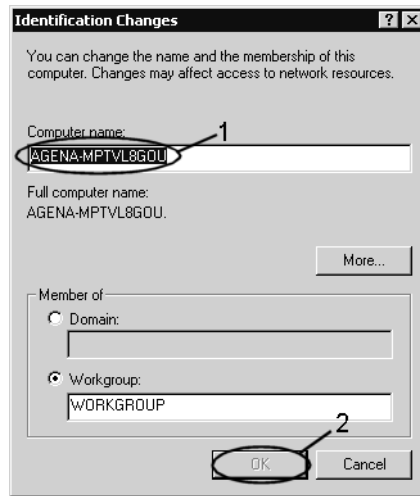 Identification Changes
You can change the name and the membership of this
computer. Changes may affect access to network resources.
Computer name:
1
AGENA-MPTVL8GOU
Full computer name:
AGENA-MPTVL8GOU.
More...
Member of
Domain:
Workgroup:
WORKGROUP
2
OK
Cancel